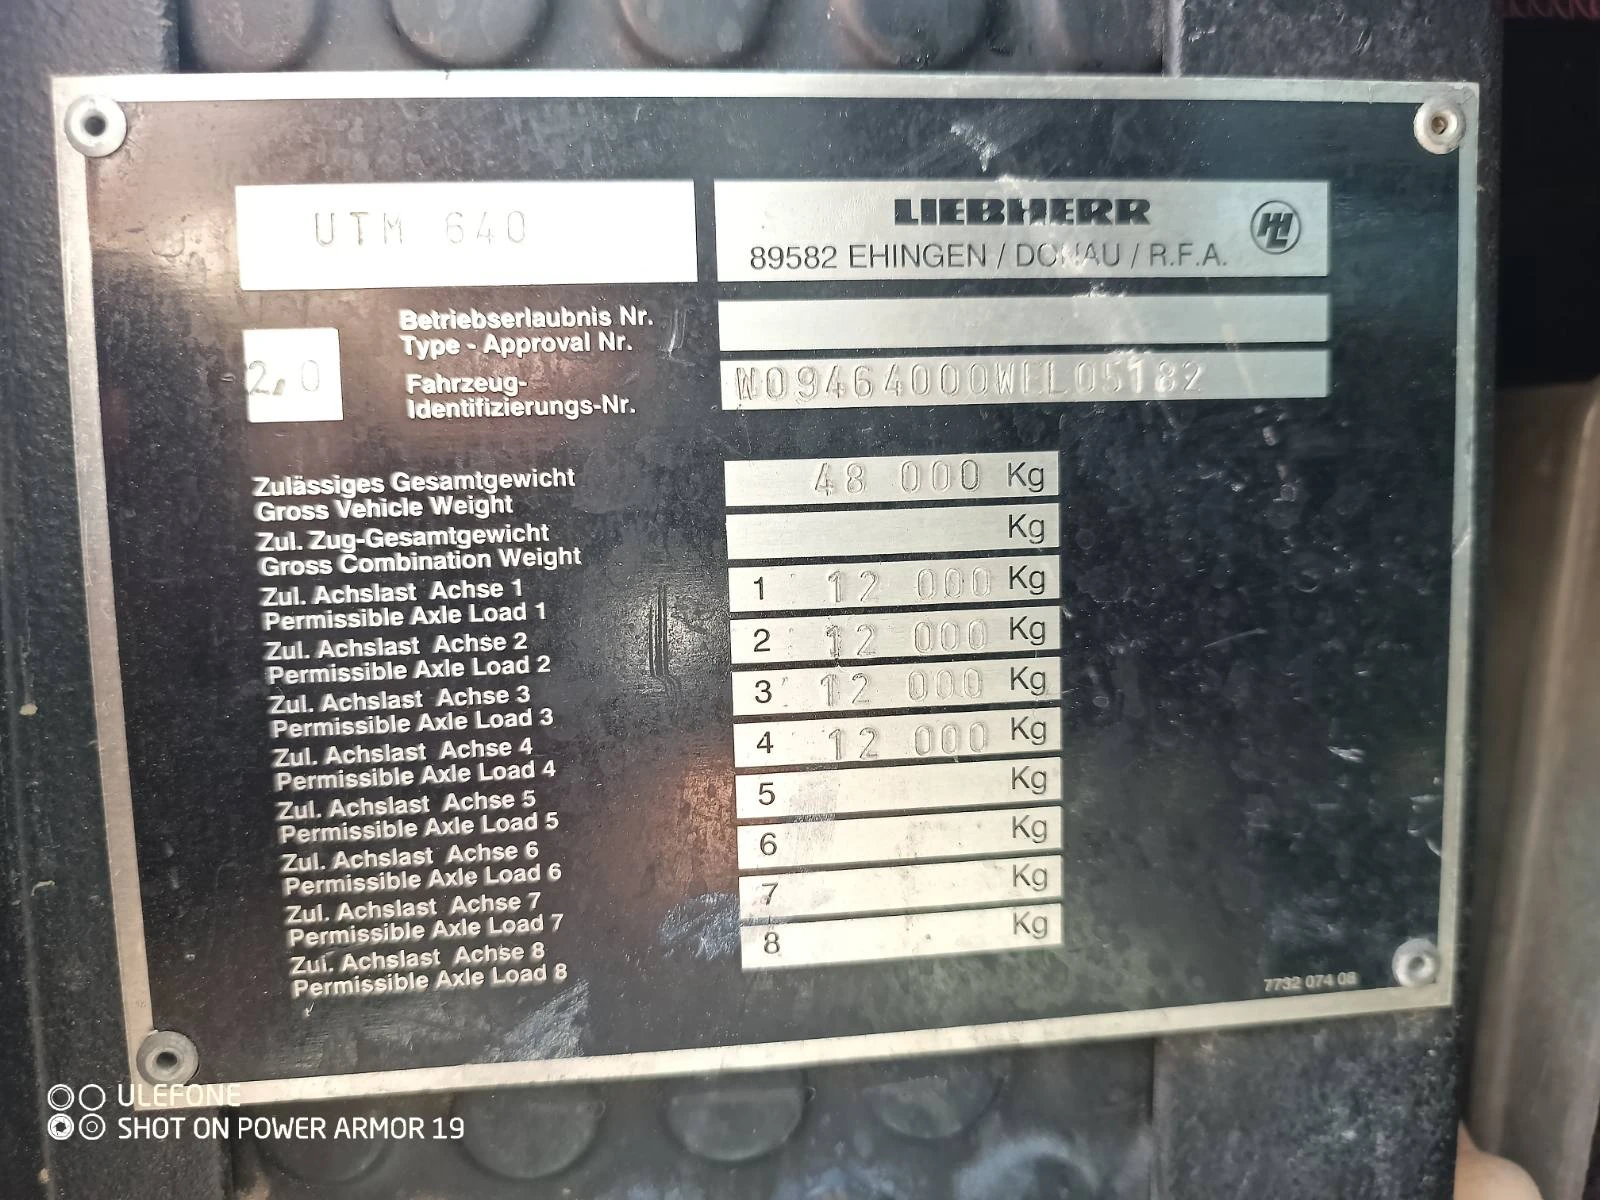 UTM 640
LIEBHERR
89582 EHINGEN / DONAU / R.F.A.
Betriebserlaubnis Nr.
Type - Approval Nr.
2,0
Fahrzeug-
Identifizierungs-Nr.
W09464000WEL05182
Zulässiges Gesamtgewicht
Gross Vehicle Weight
48 000 Kg
Zul. Zug-Gesamtgewicht
Gross Combination Weight
Kg
Zul. Achslast Achse 1
Permissible Axle Load 1
1 12 000 Kg
Zul. Achslast Achse 2
Permissible Axle Load 2
2 12 000 Kg
Zul. Achslast Achse 3
Permissible Axle Load 3
3 12 000 Kg
Zul. Achslast Achse 4
Permissible Axle Load 4
4 12 000 Kg
Zul. Achslast Achse 5
Permissible Axle Load 5
5 Kg
Zul. Achslast Achse 6
Permissible Axle Load 6
6 Kg
Zul. Achslast Achse 7
Permissible Axle Load 7
7 Kg
Zul. Achslast Achse 8
Permissible Axle Load 8
8 Kg
7732 074 08
ULEFONE
SHOT ON POWER ARMOR 19